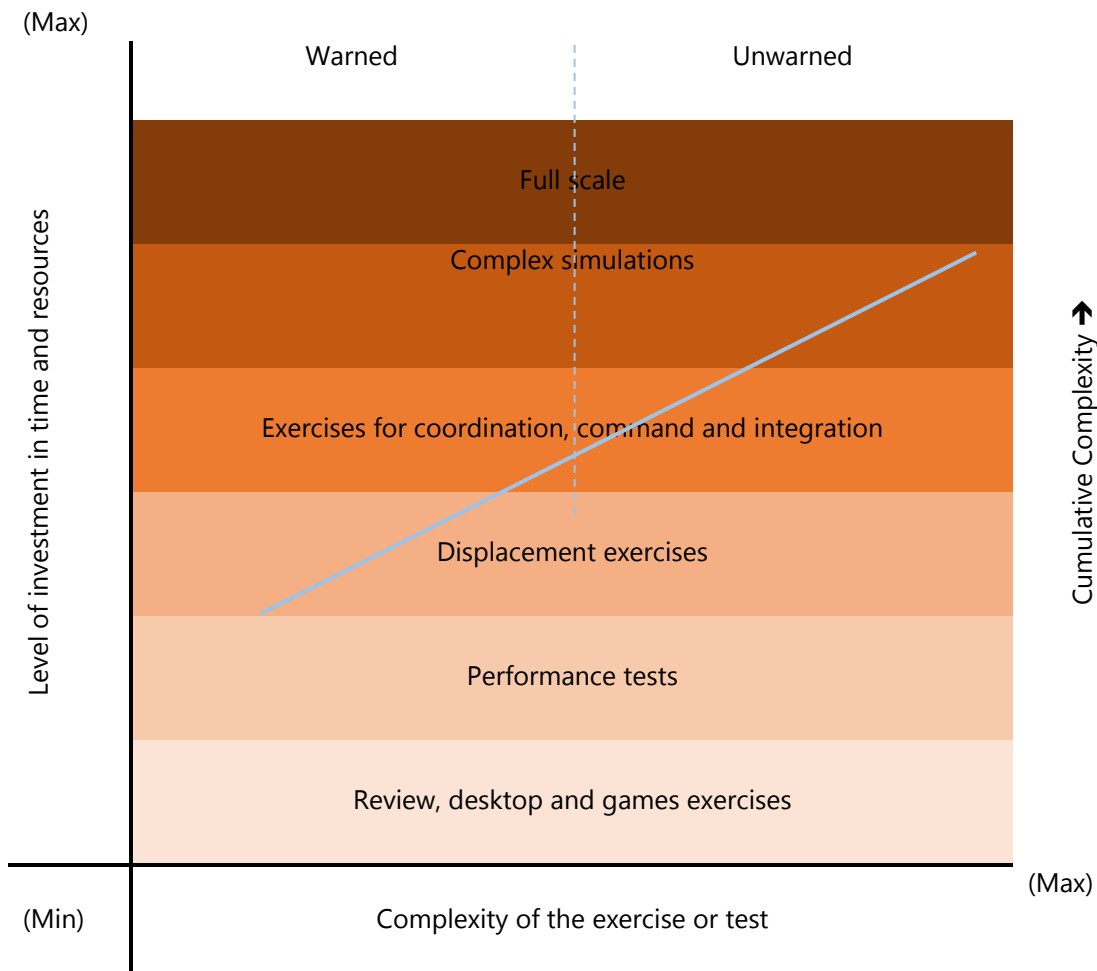 (Max)
Warned
Unwarned
Full scale
Complex simulations
Exercises for coordination, command and integration
Displacement exercises
Performance tests
Review, desktop and games exercises
Level of investment in time and resources
Cumulative Complexity ➔
(Max)
(Min)
Complexity of the exercise or test